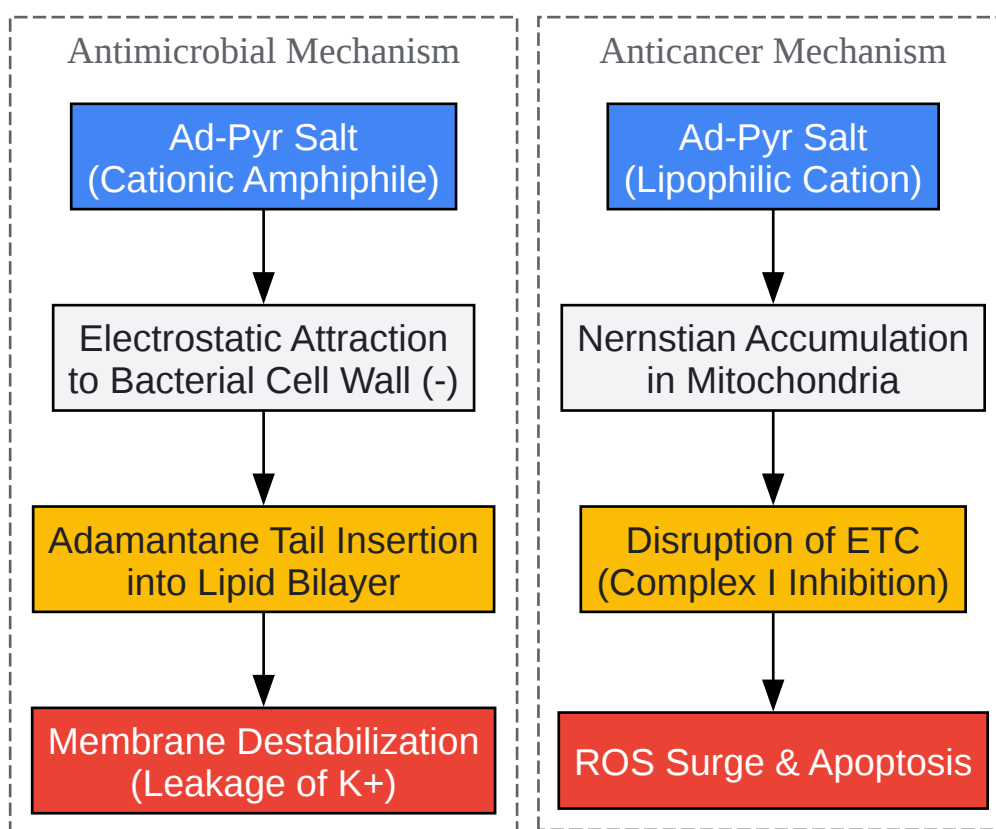 Antimicrobial Mechanism
Ad-Pyr Salt
(Cationic Amphiphile)
Electrostatic Attraction
to Bacterial Cell Wall (-)
Adamantane Tail Insertion
into Lipid Bilayer
Membrane Destabilization
(Leakage of K+)
Anticancer Mechanism
Ad-Pyr Salt
(Lipophilic Cation)
Nernstian Accumulation
in Mitochondria
Disruption of ETC
(Complex I Inhibition)
ROS Surge & Apoptosis